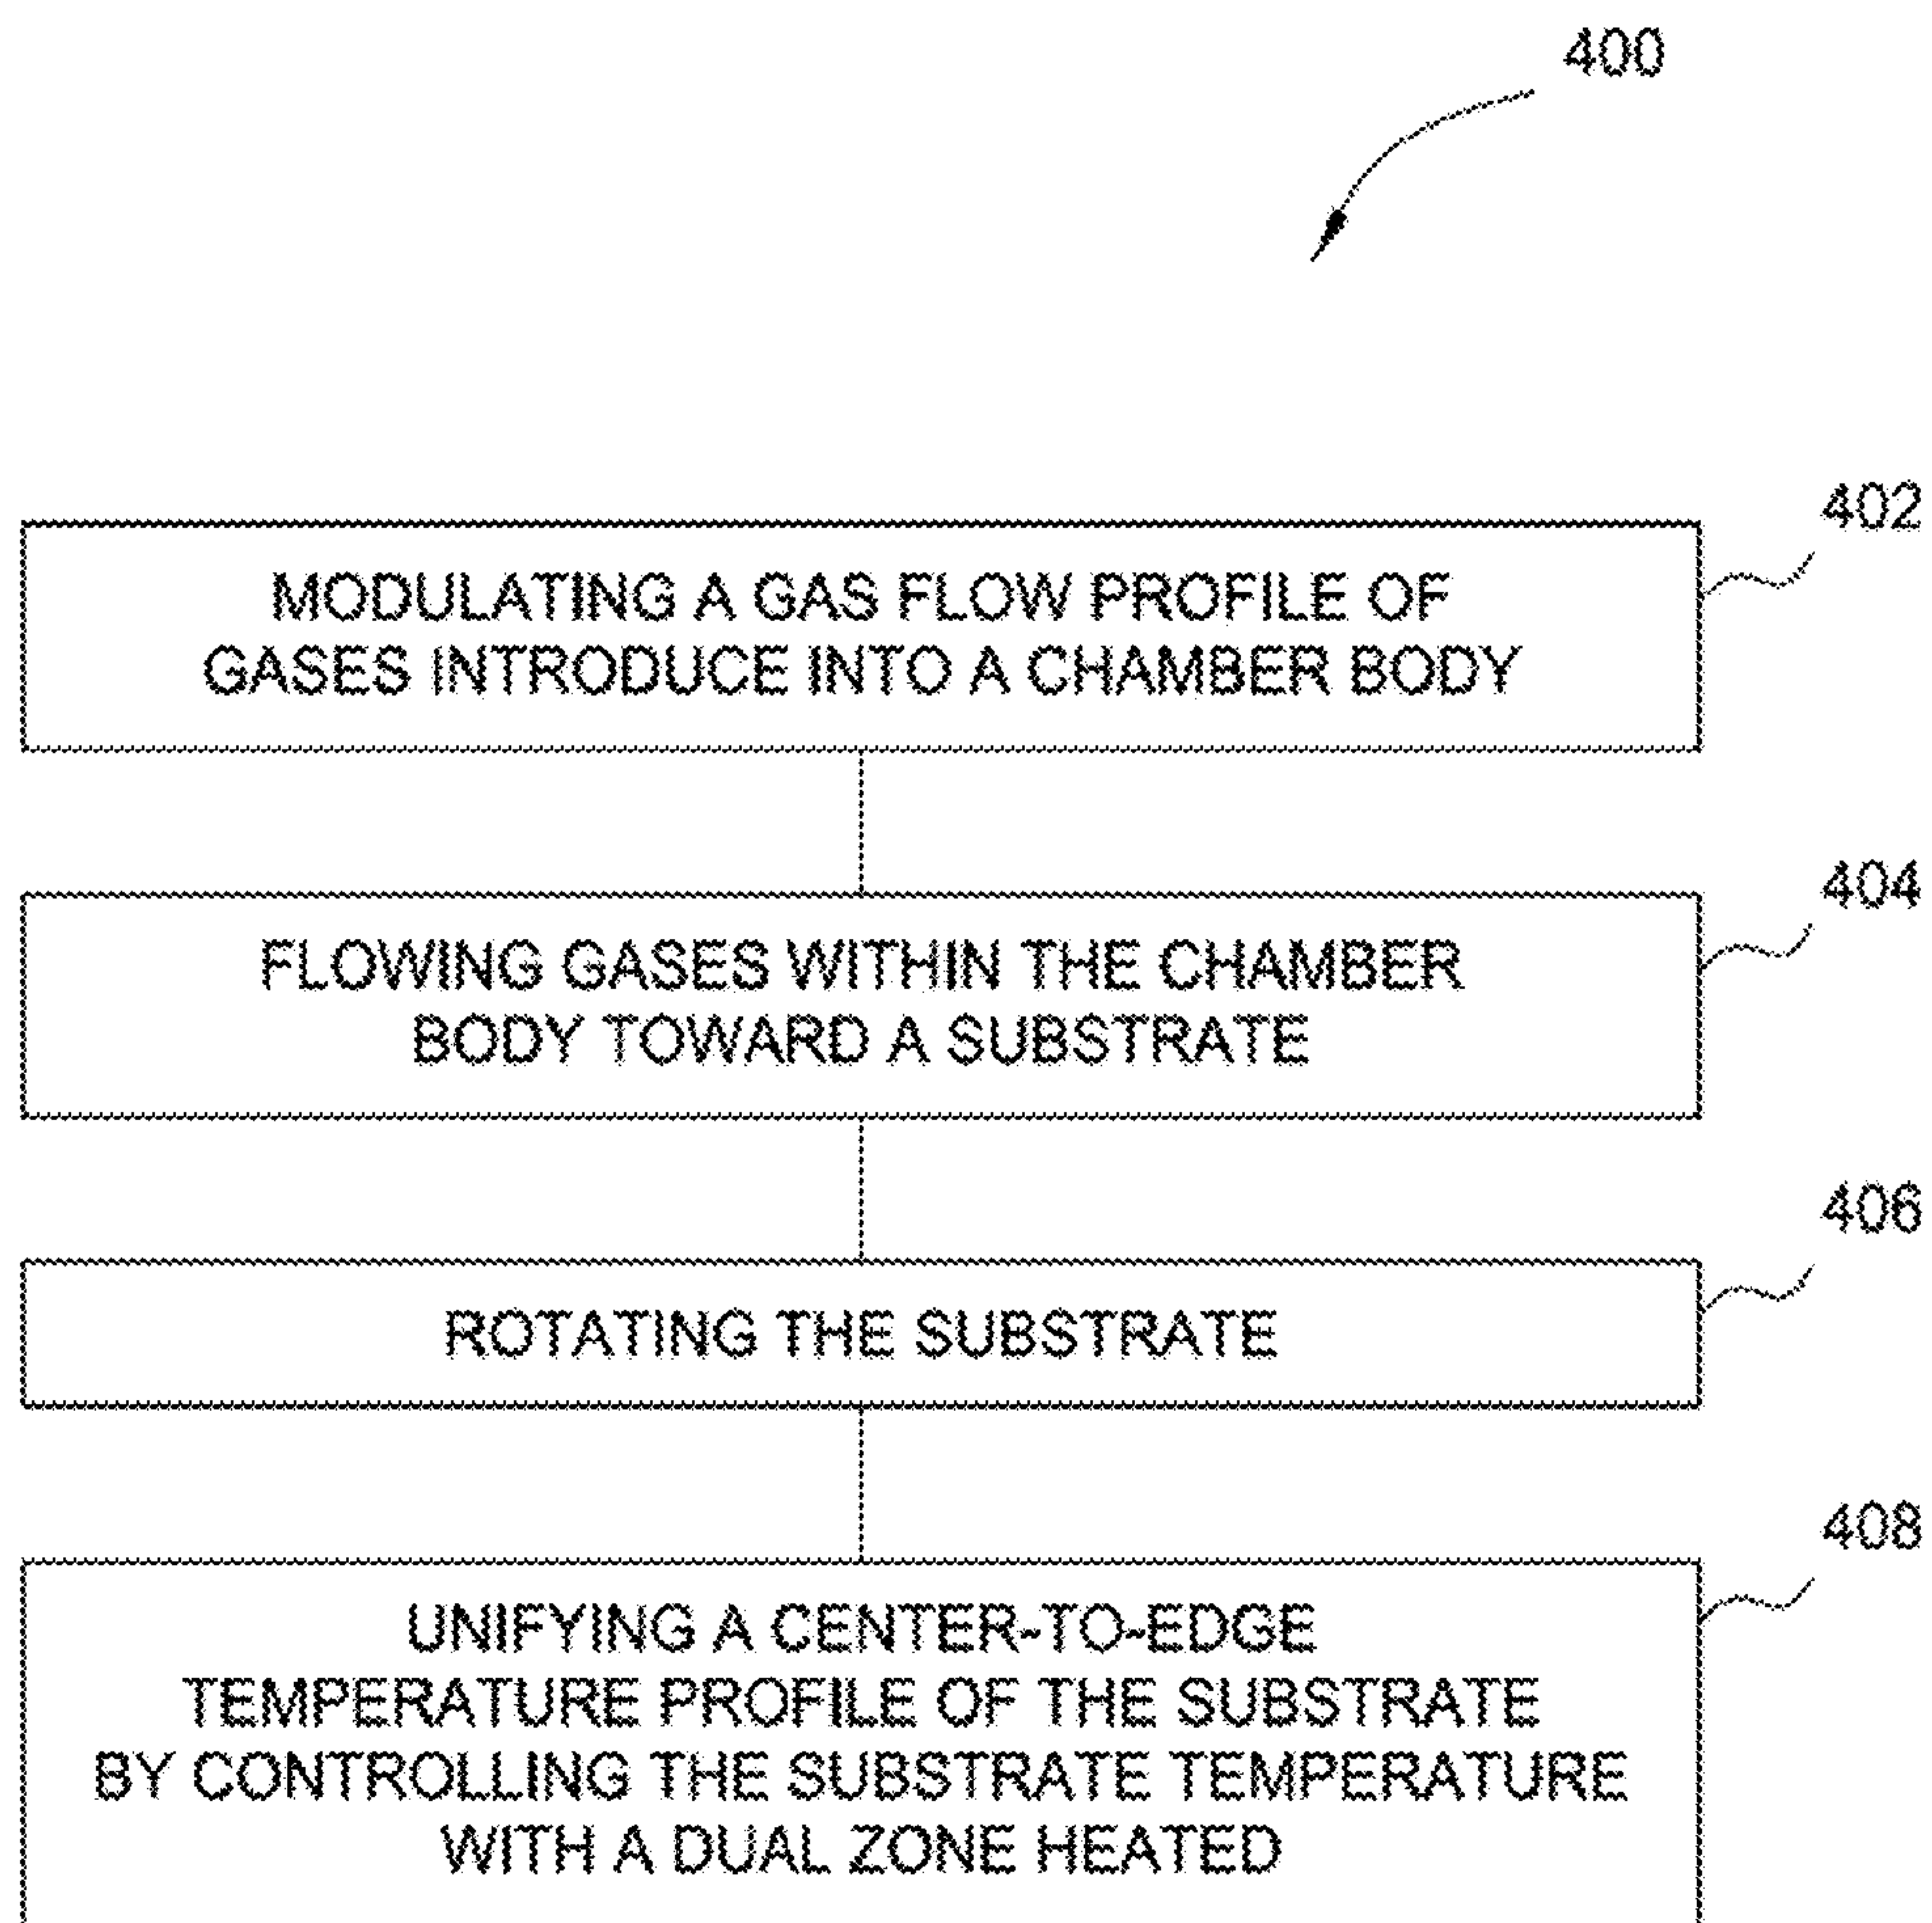 400
402
MODULATING A GAS FLOW PROFILE OF
GASES INTRODUCE INTO A CHAMBER BODY
404
FLOWING GASES WITHIN THE CHAMBER
BODY TOWARD A SUBSTRATE
406
ROTATING THE SUBSTRATE
408
UNIFYING A CENTER-TO-EDGE
TEMPERATURE PROFILE OF THE SUBSTRATE
BY CONTROLLING THE SUBSTRATE TEMPERATURE
WITH A DUAL ZONE HEATED